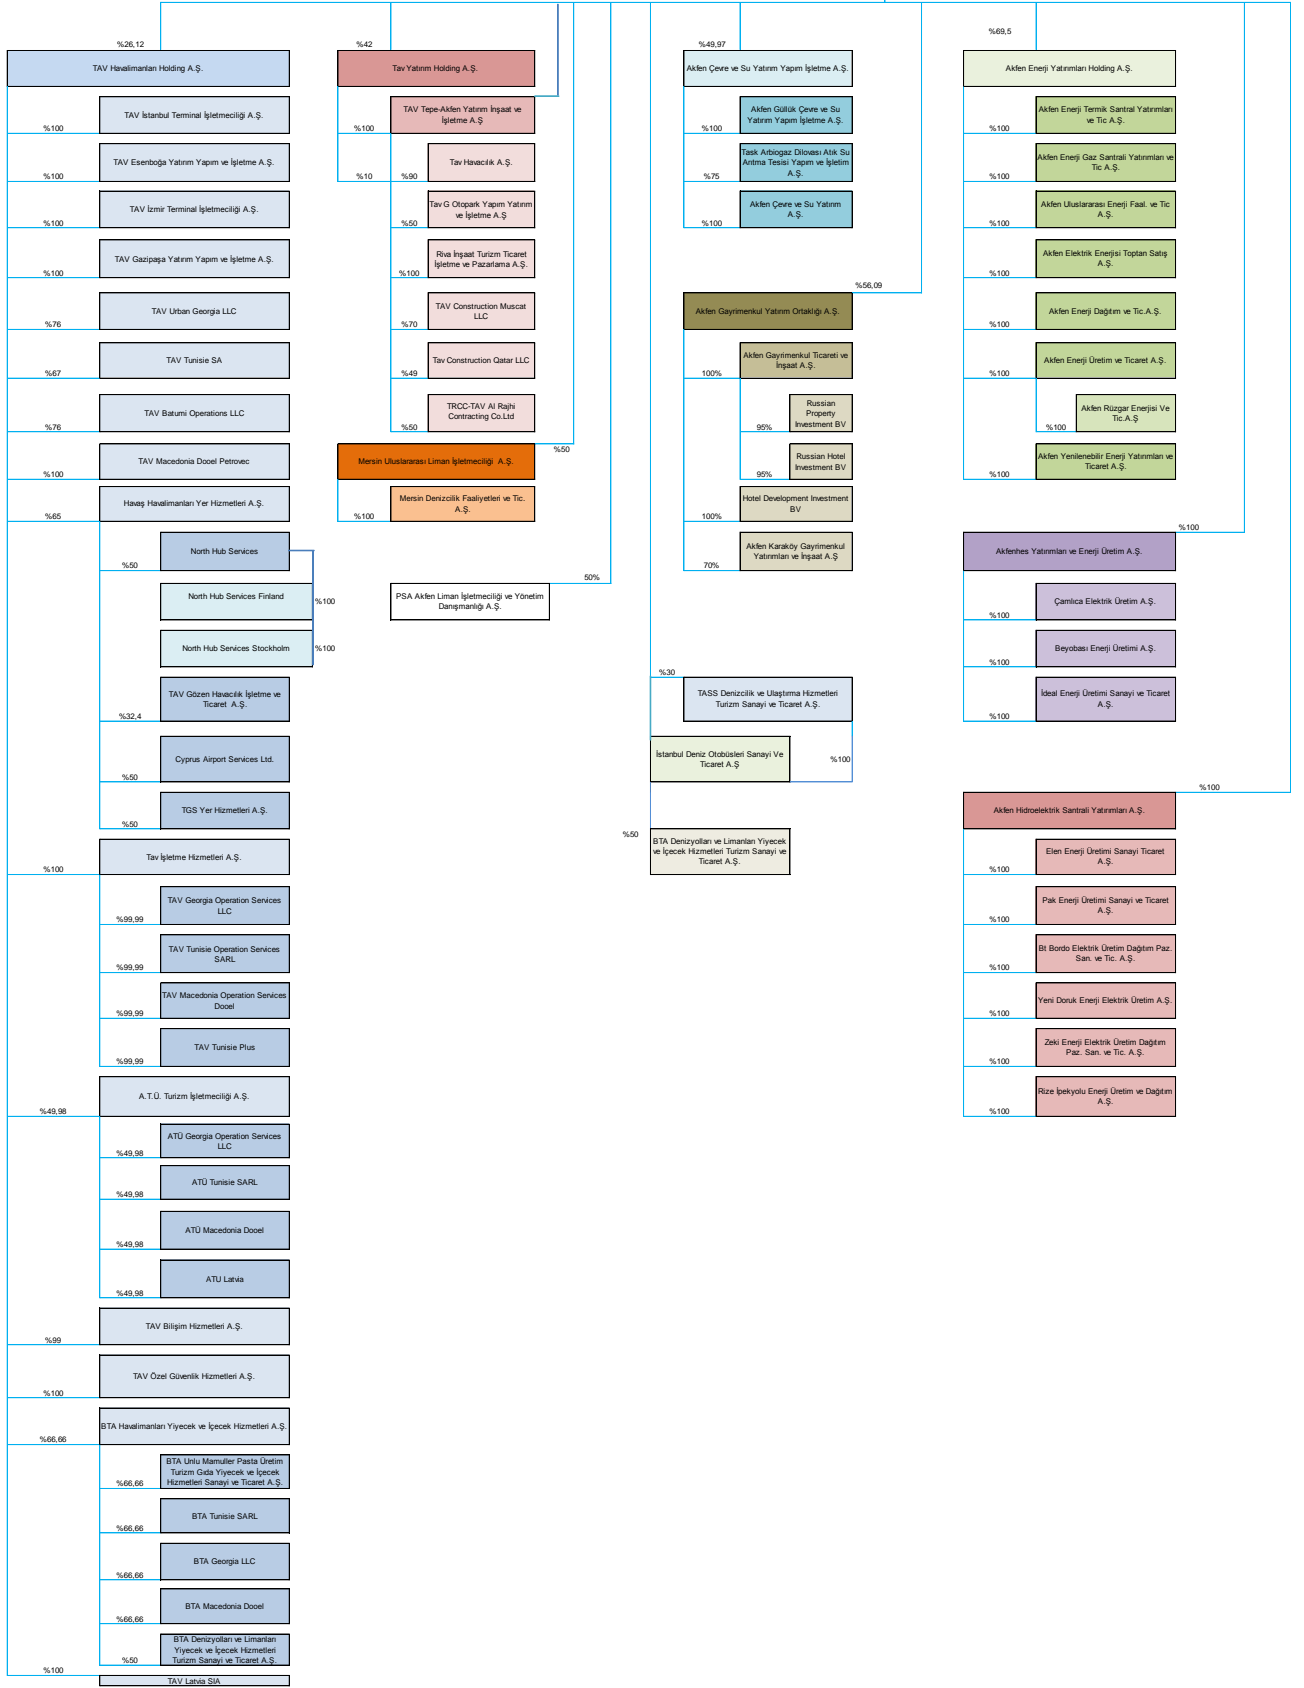 %26,12
TAV Havalimanları Holding A.Ş.
TAV İstanbul Terminal İşletmeciliği A.Ş.
%100
TAV Esenboğa Yatırım Yapım ve İşletme A.Ş.
%100
TAV İzmir Terminal İşletmeciliği A.Ş.
%100
TAV Gazipaşa Yatırım Yapım ve İşletme A.Ş.
%100
TAV Urban Georgia LLC
%76
TAV Tunisie SA
%67
TAV Batumi Operations LLC
%76
TAV Macedonia Dooel Petrovec
%100
Havaş Havalimanları Yer Hizmetleri A.Ş.
%65
North Hub Services
%50
North Hub Services Finland
%100
North Hub Services Stockholm
%100
TAV Gözen Havacılık İşletme ve
Ticaret A.Ş.
%32,4
Cyprus Airport Services Ltd.
%50
TGS Yer Hizmetleri A.Ş.
%50
Tav İşletme Hizmetleri A.Ş.
%100
TAV Georgia Operation Services
LLC
%99,99
TAV Tunisie Operation Services
SARL
%99,99
TAV Macedonia Operation Services
Dooel
%99,99
TAV Tunisie Plus
%99,99
A.T.Ü. Turizm İşletmeciliği A.Ş.
%49,98
ATÜ Georgia Operation Services
LLC
%49,98
ATÜ Tunisie SARL
%49,98
ATÜ Macedonia Dooel
%49,98
ATU Latvia
%49,98
TAV Bilişim Hizmetleri A.Ş.
%99
TAV Özel Güvenlik Hizmetleri A.Ş.
%100
BTA Havalimanları Yiyecek ve İçecek Hizmetleri A.Ş.
%66,66
BTA Unlu Mamuller Pasta Üretim
Turizm Gıda Yiyecek ve İçecek
Hizmetleri Sanayi ve Ticaret A.Ş.
%66,66
BTA Tunisie SARL
%66,66
BTA Georgia LLC
%66,66
BTA Macedonia Dooel
%66,66
BTA Denizyolları ve Limanları
Yiyecek ve İçecek Hizmetleri
Turizm Sanayi ve Ticaret A.Ş.
%50
%100
TAV Latvia SIA
%42
Tav Yatırım Holding A.Ş.
TAV Tepe-Akfen Yatırım İnşaat ve
İşletme A.Ş
%100
Tav Havacılık A.Ş.
%10
%90
Tav G Otopark Yapım Yatırım
ve İşletme A.Ş
%50
Riva İnşaat Turizm Ticaret
İşletme ve Pazarlama A.Ş.
%100
TAV Construction Muscat
LLC
%70
Tav Construction Qatar LLC
%49
TRCC-TAV Al Rajhi
Contracting Co.Ltd
%50
%50
Mersin Uluslararası Liman İşletmeciliği A.Ş.
Mersin Denizcilik Faaliyetleri ve Tic.
A.Ş.
%100
50%
PSA Akfen Liman İşletmeciliği ve Yönetim
Danışmanlığı A.Ş.
%49,97
Akfen Çevre ve Su Yatırım Yapım İşletme A.Ş.
Akfen Güllük Çevre ve Su
Yatırım Yapım İşletme A.Ş.
%100
Task Arbiogaz Dilovası Atık Su
Arıtma Tesisi Yapım ve İşletim
A.Ş.
%75
Akfen Çevre ve Su Yatırım
A.Ş.
%100
%56,09
Akfen Gayrimenkul Yatırım Ortaklığı A.Ş.
Akfen Gayrimenkul Ticareti ve
İnşaat A.Ş.
100%
Russian
Property
Investment BV
95%
Russian Hotel
Investment BV
95%
Hotel Development Investment
BV
100%
Akfen Karaköy Gayrimenkul
Yatırımları ve İnşaat A.Ş
70%
%30
TASS Denizcilik ve Ulaştırma Hizmetleri
Turizm Sanayi ve Ticaret A.Ş.
İstanbul Deniz Otobüsleri Sanayi Ve
Ticaret A.Ş
%100
%50
BTA Denizyolları ve Limanları Yiyecek
ve İçecek Hizmetleri Turizm Sanayi ve
Ticaret A.Ş.
%69,5
Akfen Enerji Yatırımları Holding A.Ş.
Akfen Enerji Termik Santral Yatırımları
ve Tic A.Ş.
%100
Akfen Enerji Gaz Santrali Yatırımları ve
Tic A.Ş.
%100
Akfen Uluslararası Enerji Faal. ve Tic
A.Ş.
%100
Akfen Elektrik Enerjisi Toptan Satış
A.Ş.
%100
Akfen Enerji Dağıtım ve Tic.A.Ş.
%100
Akfen Enerji Üretim ve Ticaret A.Ş.
%100
Akfen Rüzgar Enerjisi Ve
Tic.A.Ş
%100
Akfen Yenilenebilir Enerji Yatırımları ve
Ticaret A.Ş.
%100
%100
Akfenhes Yatırımları ve Enerji Üretim A.Ş.
Çamlıca Elektrik Üretim A.Ş.
%100
Beyobası Enerji Üretimi A.Ş.
%100
İdeal Enerji Üretimi Sanayi ve Ticaret
A.Ş.
%100
%100
Akfen Hidroelektrik Santrali Yatırımları A.Ş.
Elen Enerji Üretimi Sanayi Ticaret
A.Ş.
%100
Pak Enerji Üretimi Sanayi ve Ticaret
A.Ş.
%100
Bt Bordo Elektrik Üretim Dağıtım Paz.
San. ve Tic. A.Ş.
%100
Yeni Doruk Enerji Elektrik Üretim A.Ş.
%100
Zeki Enerji Elektrik Üretim Dağıtım
Paz. San. ve Tic. A.Ş.
%100
Rize İpekyolu Enerji Üretim ve Dağıtım
A.Ş.
%100